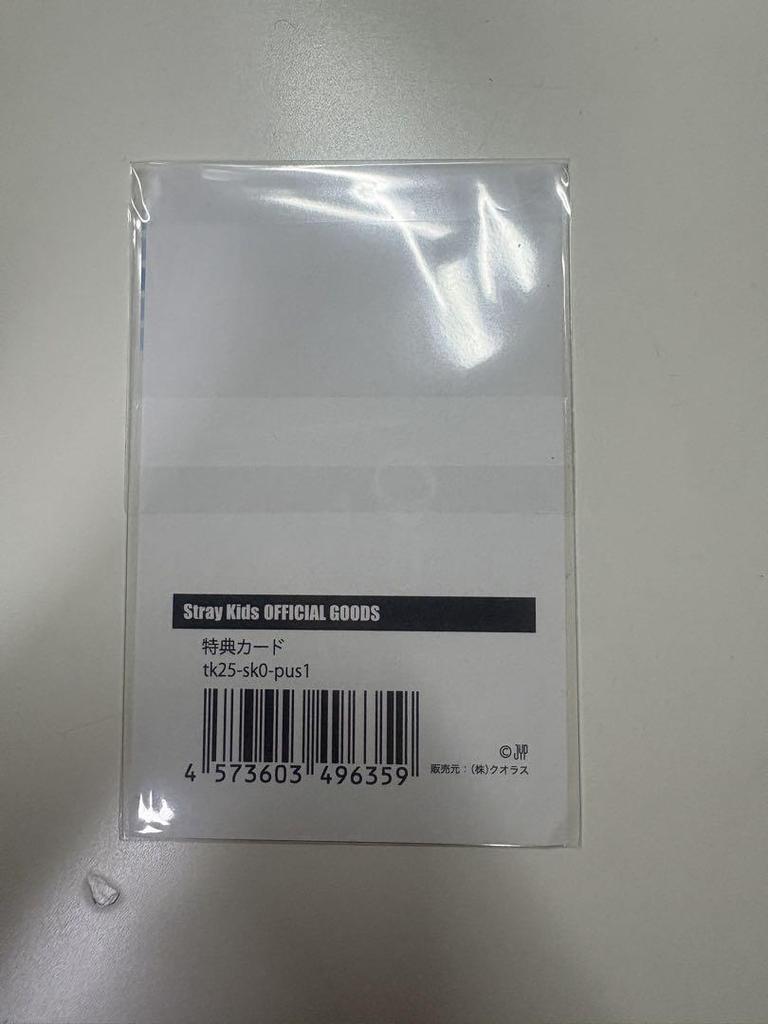 Stray Kids OFFICIAL GOODS
特典カード
tk25-sk0-pus1
4 573603 496359
© JYP
販売元：(株)クオラス